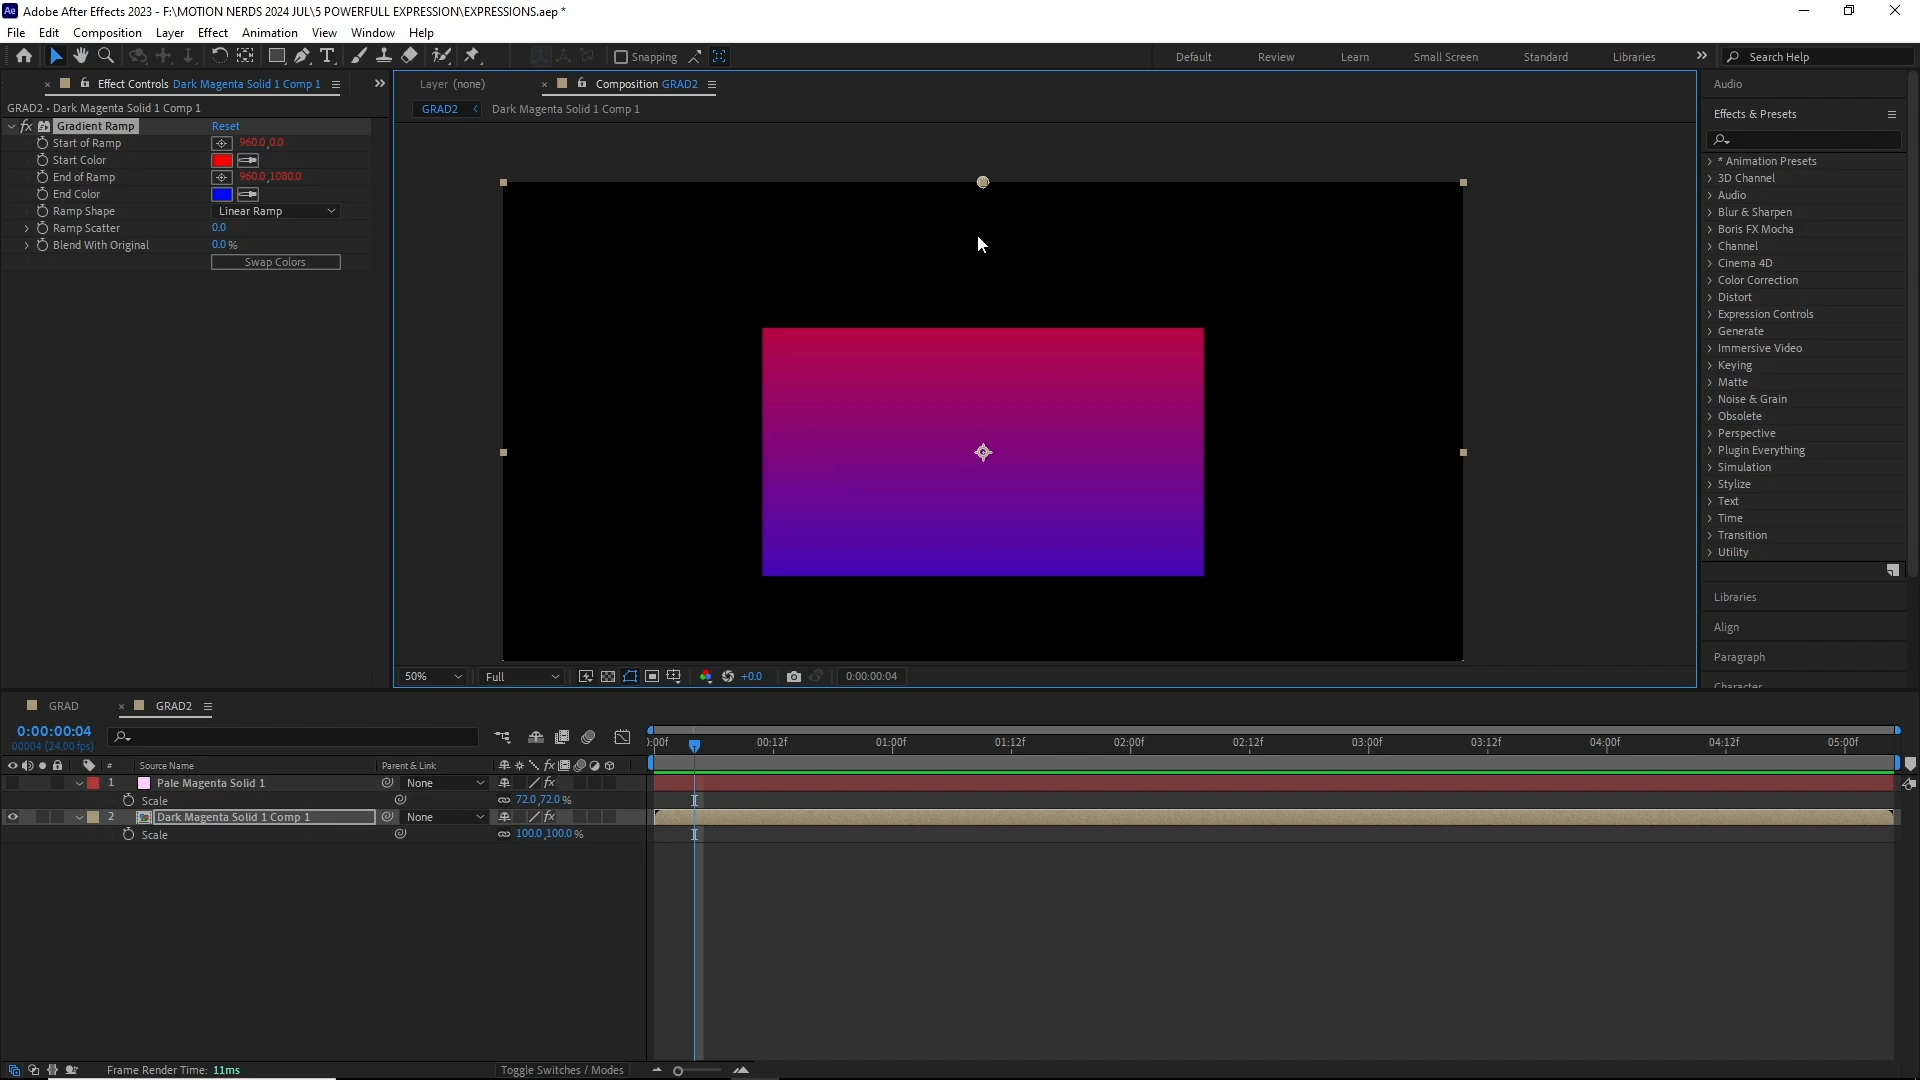 Adobe After Effects 2023 - F:\MOTION NERDS 2024 JUL\5 POWERFULL EXPRESSION\EXPRESSIONS.aep *
File Edit Composition Layer Effect Animation View Window Help
Snapping
Default Review Learn Small Screen Standard Libraries Search Help
Effect Controls Dark Magenta Solid 1 Comp 1
GRAD2 • Dark Magenta Solid 1 Comp 1
fx Gradient Ramp Reset
Start of Ramp 960.0,0.0
Start Color
End of Ramp 960.0,1080.0
End Color
Ramp Shape Linear Ramp
Ramp Scatter 0.0
Blend With Original 0.0 %
Swap Colors
Layer (none) Composition GRAD2
GRAD2 Dark Magenta Solid 1 Comp 1
50% Full +0.0 0:00:00:04
Audio
Effects & Presets
* Animation Presets
3D Channel
Audio
Blur & Sharpen
Boris FX Mocha
Channel
Cinema 4D
Color Correction
Distort
Expression Controls
Generate
Immersive Video
Keying
Matte
Noise & Grain
Obsolete
Perspective
Plugin Everything
Simulation
Stylize
Text
Time
Transition
Utility
Libraries
Align
Paragraph
Character
GRAD GRAD2
0:00:00:04
00004 (24.00 fps)
:00f 00:12f 01:00f 01:12f 02:00f 02:12f 03:00f 03:12f 04:00f 04:12f 05:00f
# Source Name Parent & Link fx
1 Pale Magenta Solid 1 None fx
Scale 72.0,72.0 %
2 Dark Magenta Solid 1 Comp 1 None fx
Scale 100.0,100.0 %
Frame Render Time: 11ms Toggle Switches / Modes